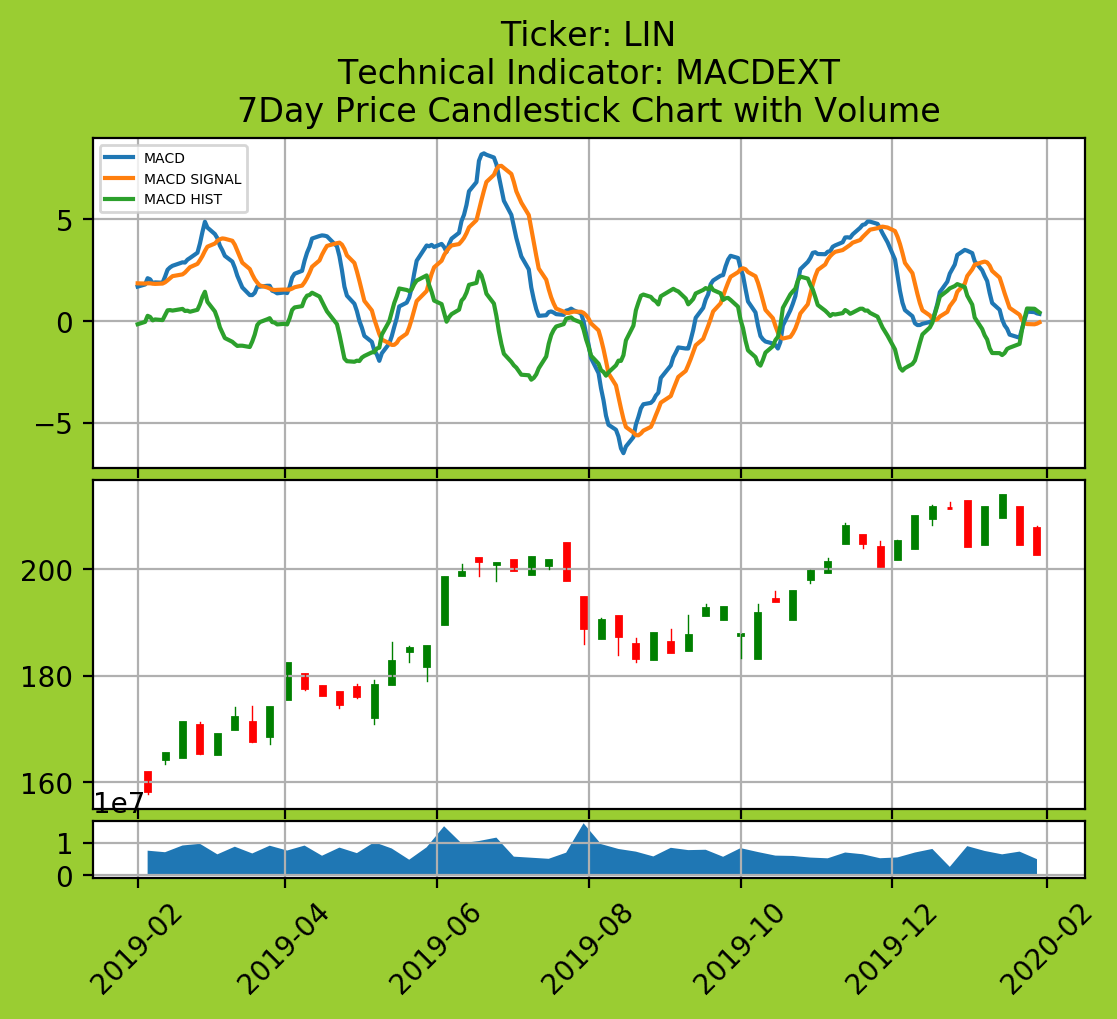 Ticker: LIN
Technical Indicator: MACDEXT
7Day Price Candlestick Chart with Volume
MACD
MACD SIGNAL
MACD HIST
5
0
−5
200
180
160
1e7
1
0
2019-02
2019-04
2019-06
2019-08
2019-10
2019-12
2020-02